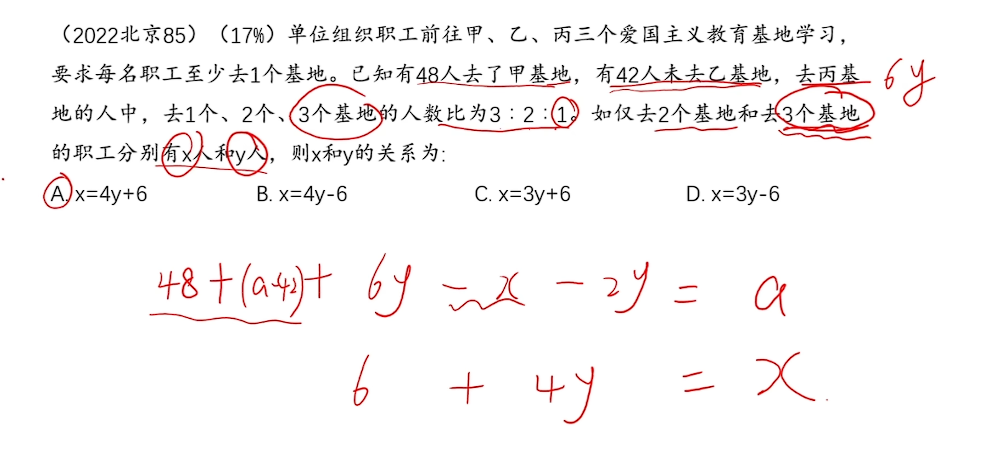 （2022北京85）（17%）单位组织职工前往甲、乙、丙三个爱国主义教育基地学习，
要求每名职工至少去1个基地。已知有48人去了甲基地，有42人未去乙基地，去丙基
地的人中，去1个、2个、3个基地的人数比为3：2：1。如仅去2个基地和去3个基地
的职工分别有x人和y人，则x和y的关系为:
6y
A. x=4y+6 B. x=4y-6 C. x=3y+6 D. x=3y-6
48+(a-42)+ 6y - x - 2y = a
6 + 4y = x